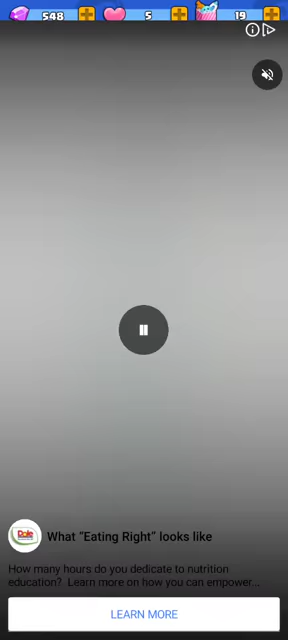 548 5 19
Dole
What “Eating Right” looks like
How many hours do you dedicate to nutrition
education? Learn more on how you can empower...
LEARN MORE